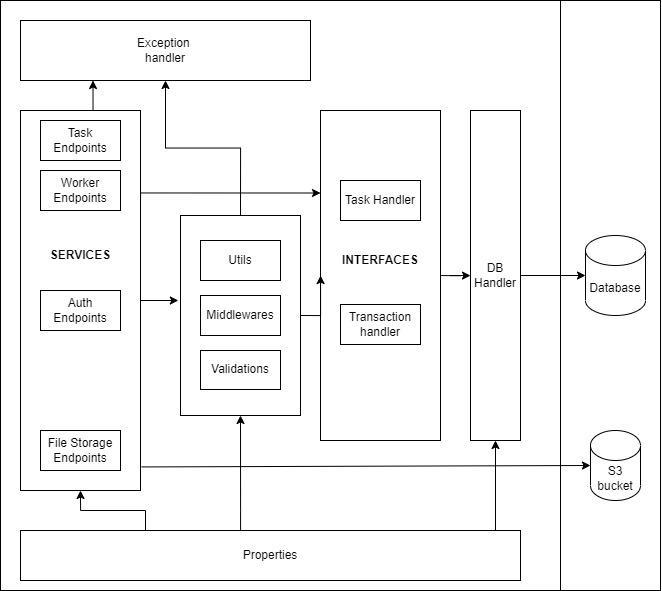 Exception
handler
Task
Endpoints
Worker
Endpoints
SERVICES
Auth
Endpoints
File Storage
Endpoints
Utils
Middlewares
Validations
Task Handler
INTERFACES
Transaction
handler
DB
Handler
Database
S3
bucket
Properties